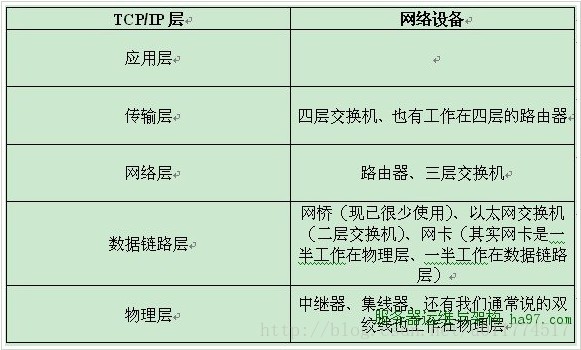 TCP/IP 层
网络设备
应用层
传输层
四层交换机、也有工作在四层的路由器
网络层
路由器、三层交换机
数据链路层
网桥（现已很少使用）、以太网交换机
（二层交换机）、网卡（其实网卡是一
半工作在物理层、一半工作在数据链路
层）
物理层
中继器、集线器、还有我们通常说的双
绞线也工作在物理层
服务器运维与架构 ha97.com